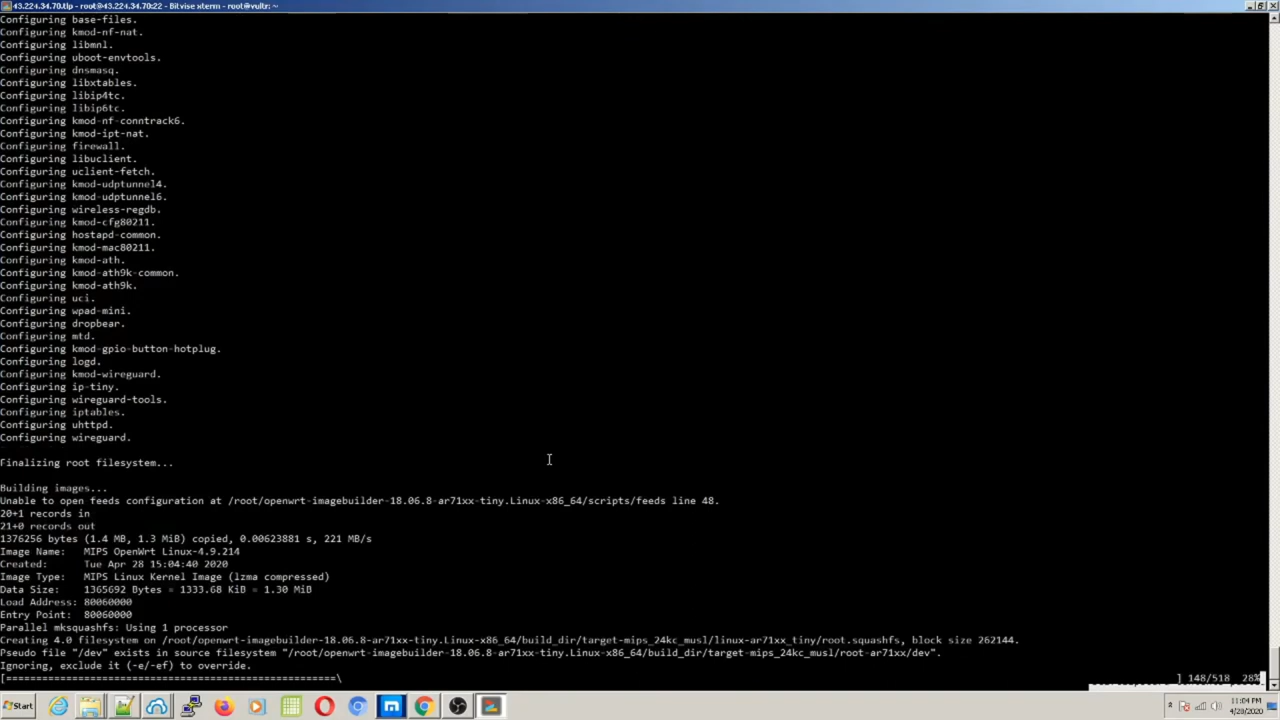 43.224.34.70.tlp - root@43.224.34.70:22 - Bitvise xterm - root@vultr: ~
Configuring base-files.
Configuring kmod-nf-nat.
Configuring libmnl.
Configuring uboot-envtools.
Configuring dnsmasq.
Configuring libxtables.
Configuring libip4tc.
Configuring libip6tc.
Configuring kmod-nf-conntrack6.
Configuring kmod-ipt-nat.
Configuring firewall.
Configuring libuclient.
Configuring uclient-fetch.
Configuring kmod-udptunnel4.
Configuring kmod-udptunnel6.
Configuring wireless-regdb.
Configuring kmod-cfg80211.
Configuring hostapd-common.
Configuring kmod-mac80211.
Configuring kmod-ath.
Configuring kmod-ath9k-common.
Configuring kmod-ath9k.
Configuring uci.
Configuring wpad-mini.
Configuring dropbear.
Configuring mtd.
Configuring kmod-gpio-button-hotplug.
Configuring logd.
Configuring kmod-wireguard.
Configuring ip-tiny.
Configuring wireguard-tools.
Configuring iptables.
Configuring uhttpd.
Configuring wireguard.
Finalizing root filesystem...
Building images...
Unable to open feeds configuration at /root/openwrt-imagebuilder-18.06.8-ar71xx-tiny.Linux-x86_64/scripts/feeds line 48.
20+1 records in
21+0 records out
1376256 bytes (1.4 MB, 1.3 MiB) copied, 0.00623881 s, 221 MB/s
Image Name:   MIPS OpenWrt Linux-4.9.214
Created:      Tue Apr 28 15:04:40 2020
Image Type:   MIPS Linux Kernel Image (lzma compressed)
Data Size:    1365692 Bytes = 1333.68 KiB = 1.30 MiB
Load Address: 80060000
Entry Point:  80060000
Parallel mksquashfs: Using 1 processor
Creating 4.0 filesystem on /root/openwrt-imagebuilder-18.06.8-ar71xx-tiny.Linux-x86_64/build_dir/target-mips_24kc_musl/linux-ar71xx_tiny/root.squashfs, block size 262144.
Pseudo file "/dev" exists in source filesystem "/root/openwrt-imagebuilder-18.06.8-ar71xx-tiny.Linux-x86_64/build_dir/target-mips_24kc_musl/root-ar71xx/dev".
Ignoring, exclude it (-e/-ef) to override.
[=======================================================\ ] 148/518 28%
Start
11:04 PM
4/28/2020